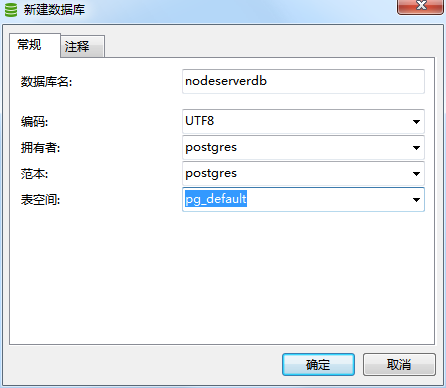 新建数据库
常规 注释
数据库名: nodeserverdb
编码: UTF8
拥有者: postgres
范本: postgres
表空间: pg_default
确定 取消